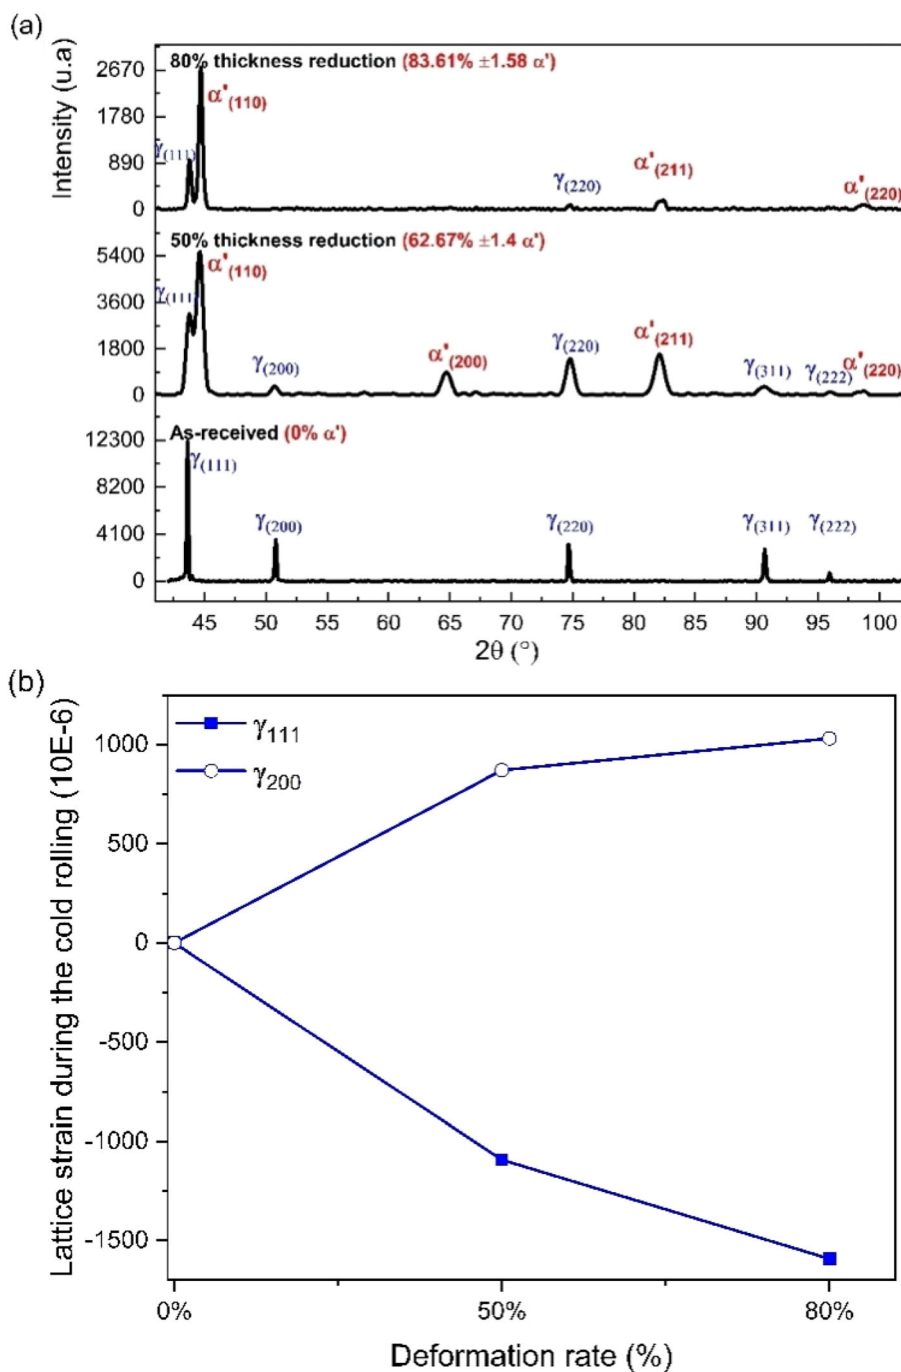 (a)
Intensity (u.a)
80% thickness reduction (83.61% ±1.58 α')
2670
1780
890
0
γ(111)
α'(110)
γ(220)
α'(211)
α'(220)
50% thickness reduction (62.67% ±1.4 α')
5400
3600
1800
0
γ(111)
α'(110)
γ(200)
α'(200)
γ(220)
α'(211)
γ(311)
γ(222)
α'(220)
As-received (0% α')
12300
8200
4100
0
γ(111)
γ(200)
γ(220)
γ(311)
γ(222)
45 50 55 60 65 70 75 80 85 90 95 100
2θ (°)
(b)
Lattice strain during the cold rolling (10E-6)
γ111
γ200
1000
500
0
-500
-1000
-1500
0% 50% 80%
Deformation rate (%)